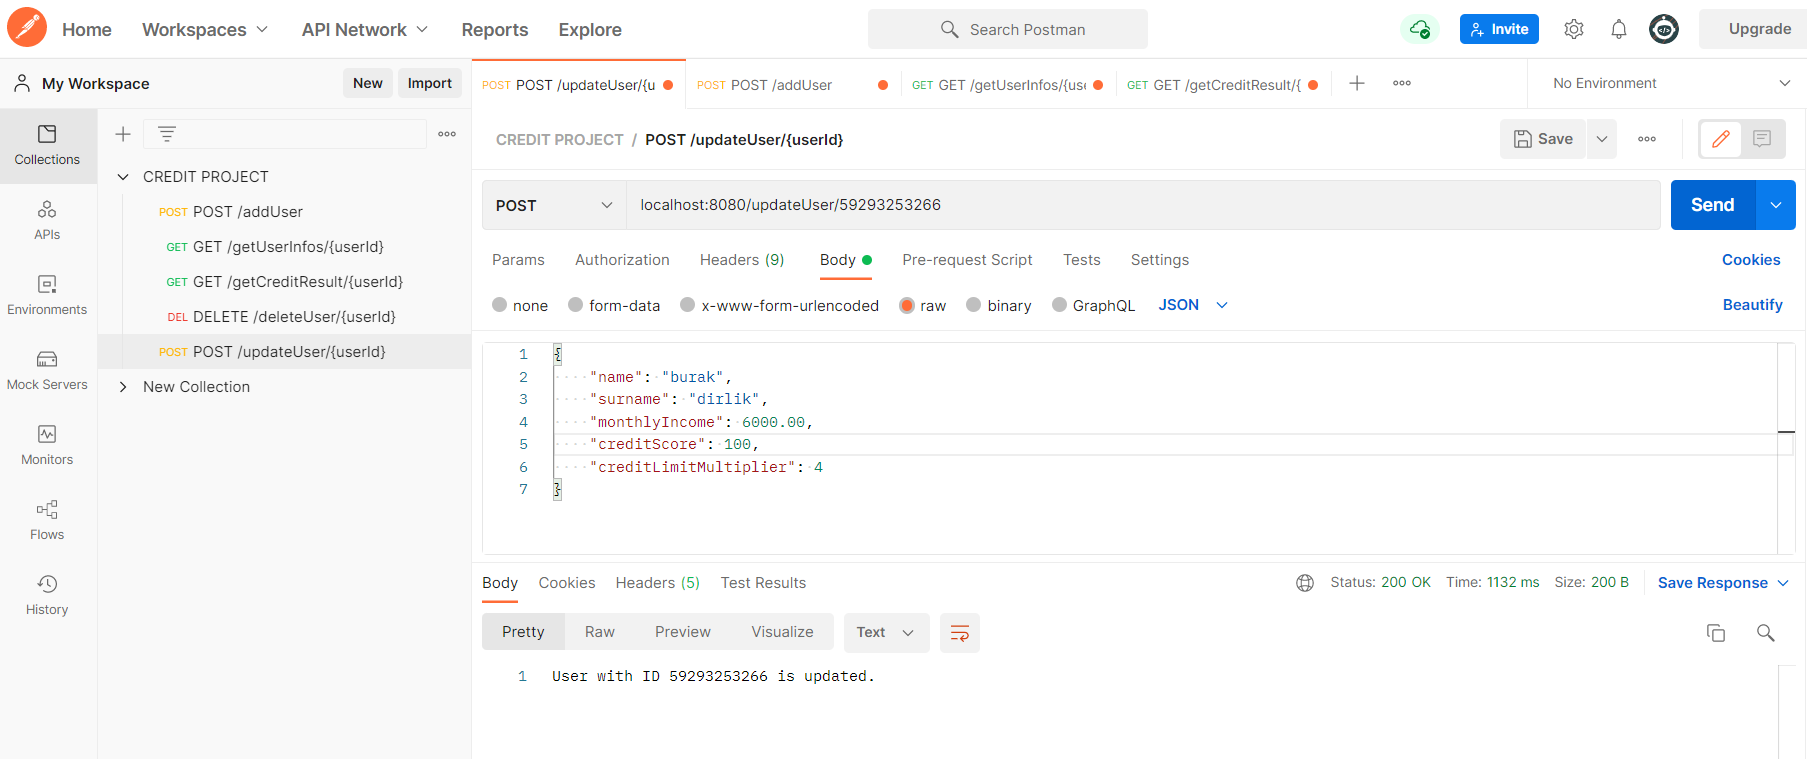 Home Workspaces API Network Reports Explore Search Postman Invite Upgrade
My Workspace New Import
POST POST /updateUser/{u POST POST /addUser GET GET /getUserInfos/{use GET GET /getCreditResult/{ No Environment
CREDIT PROJECT / POST /updateUser/{userId} Save
Collections
APIs
Environments
Mock Servers
Monitors
Flows
History
CREDIT PROJECT
POST POST /addUser
GET GET /getUserInfos/{userId}
GET GET /getCreditResult/{userId}
DEL DELETE /deleteUser/{userId}
POST POST /updateUser/{userId}
New Collection
POST localhost:8080/updateUser/59293253266 Send
Params Authorization Headers (9) Body Pre-request Script Tests Settings Cookies
none form-data x-www-form-urlencoded raw binary GraphQL JSON Beautify
1 {
2 "name": "burak",
3 "surname": "dirlik",
4 "monthlyIncome": 6000.00,
5 "creditScore": 100,
6 "creditLimitMultiplier": 4
7 }
Body Cookies Headers (5) Test Results Status: 200 OK Time: 1132 ms Size: 200 B Save Response
Pretty Raw Preview Visualize Text
1 User with ID 59293253266 is updated.